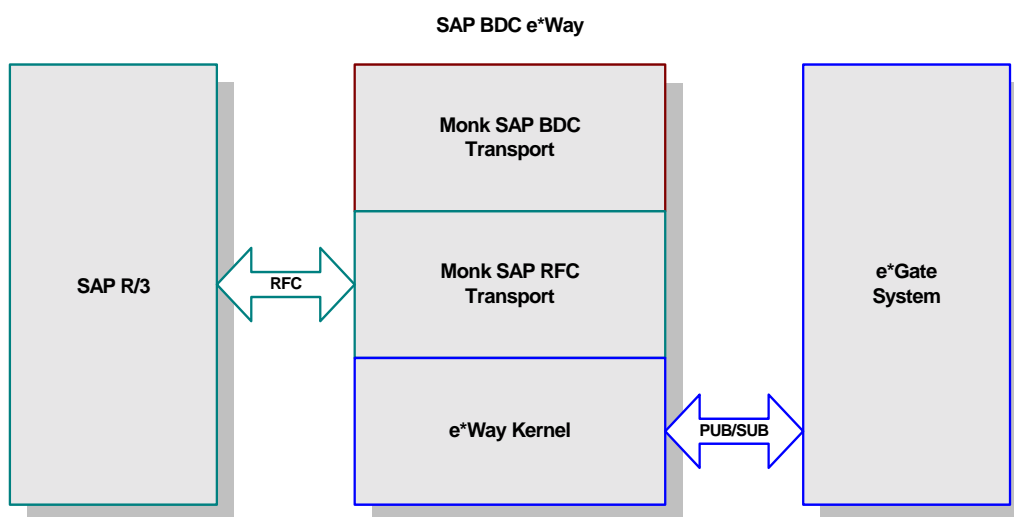 SAP BDC e*Way
Monk SAP BDC
Transport
SAP R/3
RFC
Monk SAP RFC
Transport
e*Gate
System
e*Way Kernel
PUB/SUB